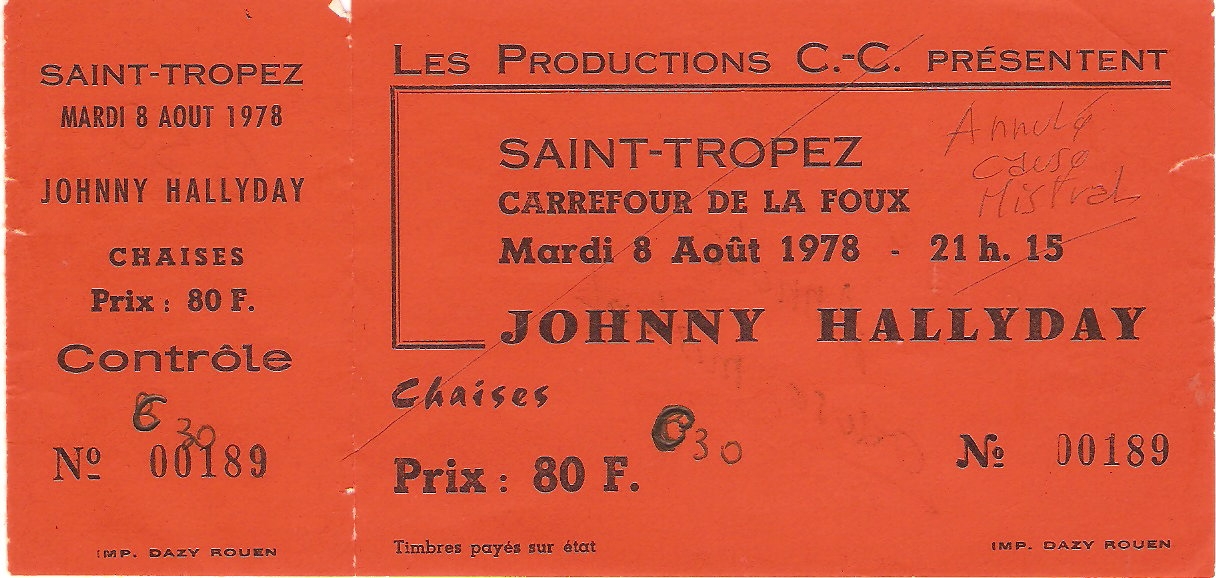 SAINT-TROPEZ
MARDI 8 AOUT 1978
JOHNNY HALLYDAY
CHAISES
Prix : 80 F.
Contrôle
C 30
Nº 00189
IMP. DAZY ROUEN
LES PRODUCTIONS C.-C. PRÉSENTENT
SAINT-TROPEZ
CARREFOUR DE LA FOUX
Mardi 8 Août 1978 - 21 h. 15
Annulé
cause
Mistral
JOHNNY HALLYDAY
Chaises
C 30
Prix : 80 F.
Nº 00189
Timbres payés sur état
IMP. DAZY ROUEN